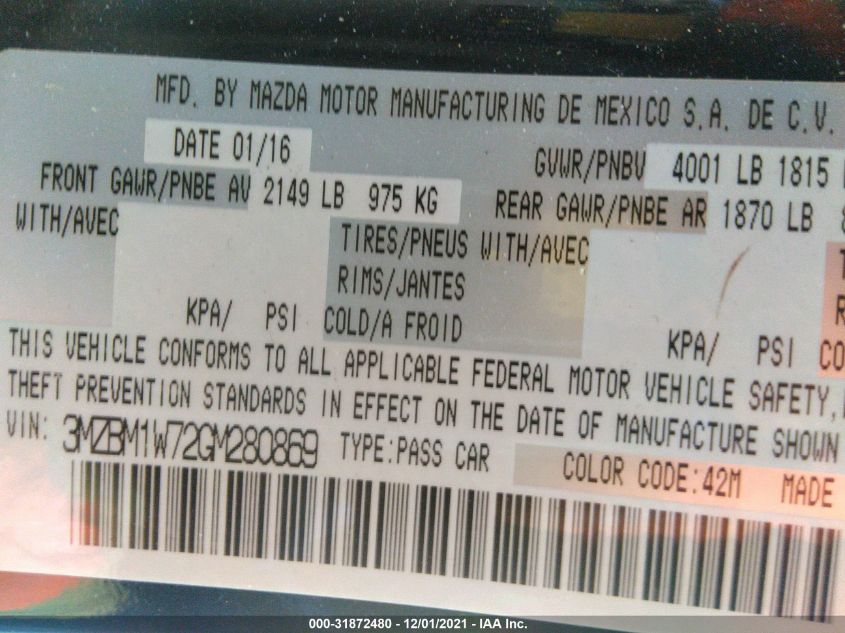 MFD. BY MAZDA MOTOR MANUFACTURING DE MEXICO S.A. DE C.V.
DATE 01/16
GVWR/PNBV 4001 LB 1815
FRONT GAWR/PNBE AV 2149 LB 975 KG
REAR GAWR/PNBE AR 1870 LB
WITH/AVEC
TIRES/PNEUS WITH/AVEC
RIMS/JANTES
KPA/ PSI COLD/A FROID
KPA/ PSI CO
THIS VEHICLE CONFORMS TO ALL APPLICABLE FEDERAL MOTOR VEHICLE SAFETY,
THEFT PREVENTION STANDARDS IN EFFECT ON THE DATE OF MANUFACTURE SHOWN
VIN: 3MZBM1W72GM280869 TYPE:PASS CAR
COLOR CODE:42M MADE
000-31872480 - 12/01/2021 - IAA Inc.